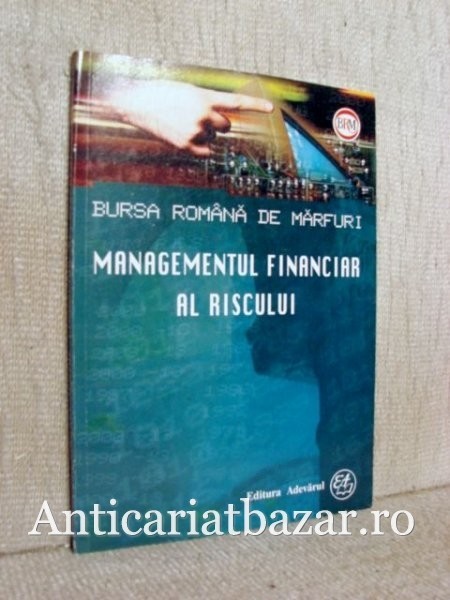 BRM
BURSA ROMÂNĂ DE MĂRFURI
MANAGEMENTUL FINANCIAR
AL RISCULUI
Editura Adevărul
Anticariatbazar.ro